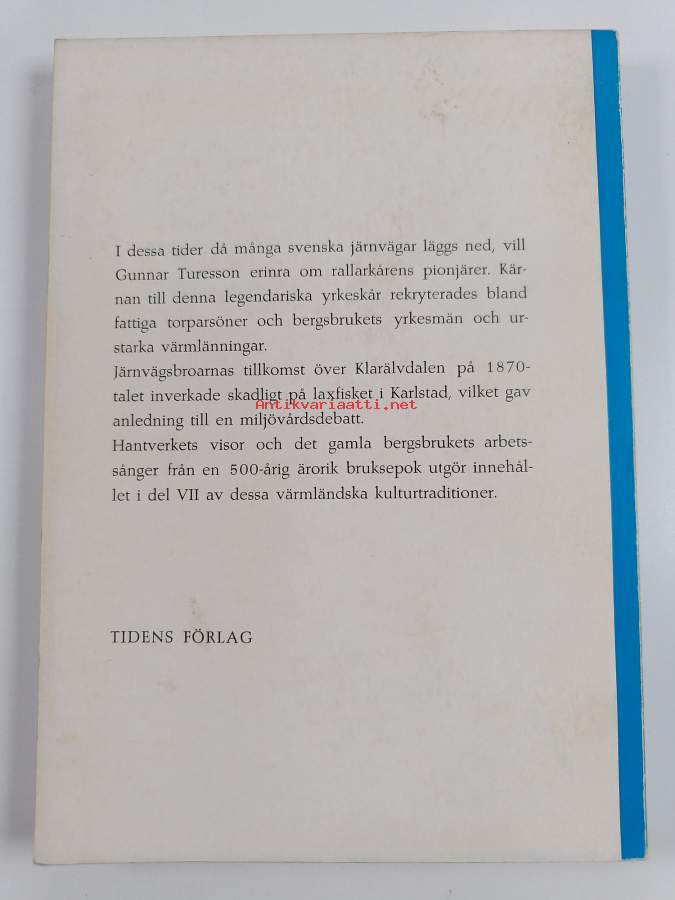 I dessa tider då många svenska järnvägar läggs ned, vill
Gunnar Turesson erinra om rallarkårens pionjärer. Kär-
nan till denna legendariska yrkeskår rekryterades bland
fattiga torparsöner och bergsbrukets yrkesmän och ur-
starka värmlänningar.
Järnvägsbroarnas tillkomst över Klarälvdalen på 1870-
talet inverkade skadligt på laxfisket i Karlstad, vilket gav
Antikvariaatti.net
anledning till en miljövårdsdebatt.
Hantverkets visor och det gamla bergsbrukets arbets-
sånger från en 500-årig ärorik bruksepok utgör innehål-
let i del VII av dessa värmländska kulturtraditioner.
TIDENS FÖRLAG